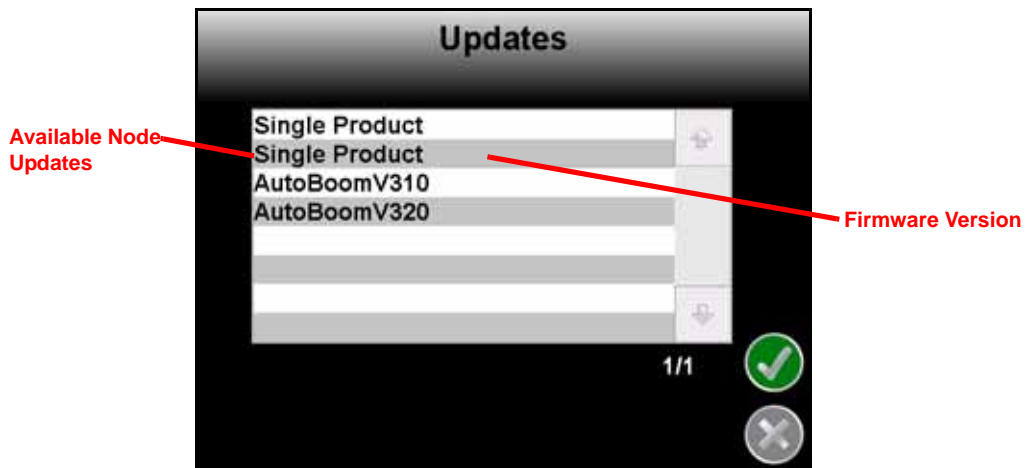 Updates
Available Node
Updates
Single Product
Single Product
AutoBoomV310
AutoBoomV320
Firmware Version
1/1